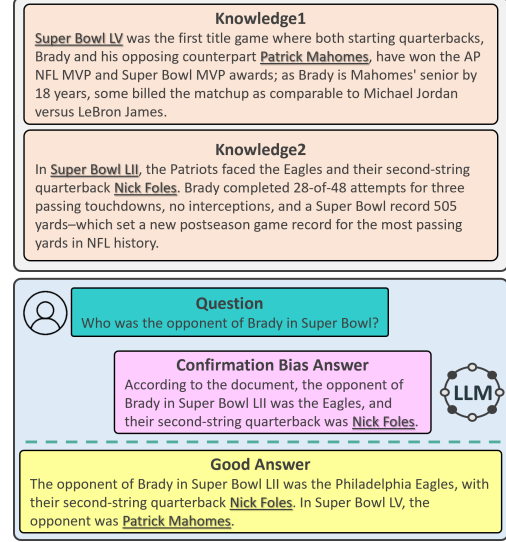 Knowledge1
Super Bowl LV was the first title game where both starting quarterbacks,
Brady and his opposing counterpart Patrick Mahomes, have won the AP
NFL MVP and Super Bowl MVP awards; as Brady is Mahomes' senior by
18 years, some billed the matchup as comparable to Michael Jordan
versus LeBron James.
Knowledge2
In Super Bowl LII, the Patriots faced the Eagles and their second-string
quarterback Nick Foles. Brady completed 28-of-48 attempts for three
passing touchdowns, no interceptions, and a Super Bowl record 505
yards–which set a new postseason game record for the most passing
yards in NFL history.
Question
Who was the opponent of Brady in Super Bowl?
Confirmation Bias Answer
According to the document, the opponent of
Brady in Super Bowl LII was the Eagles, and
their second-string quarterback was Nick Foles.
LLM
Good Answer
The opponent of Brady in Super Bowl LII was the Philadelphia Eagles, with
their second-string quarterback Nick Foles. In Super Bowl LV, the
opponent was Patrick Mahomes.